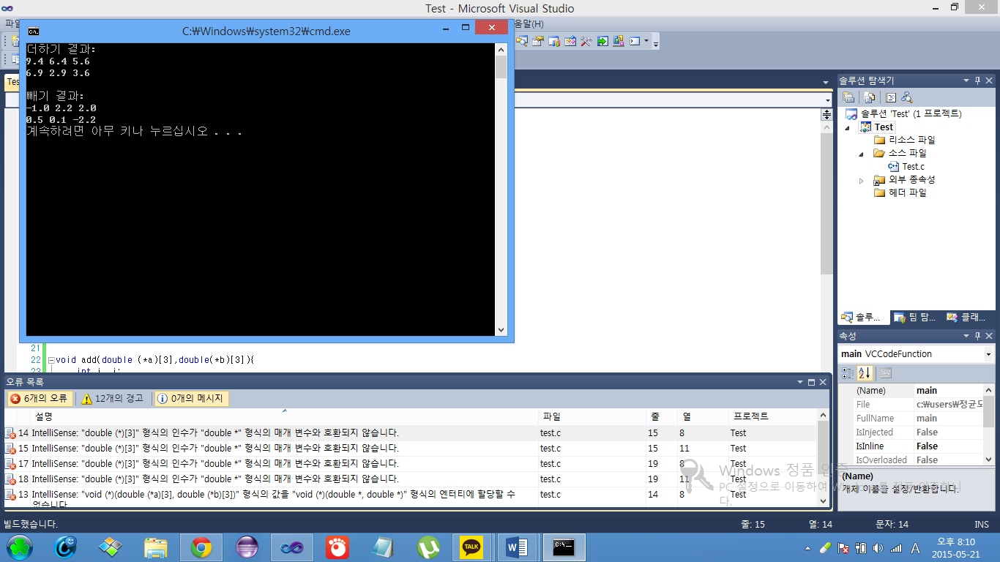 Test - Microsoft Visual Studio
파일
움말(H)
C:₩Windows₩system32₩cmd.exe
더하기 결과:
9.4 6.4 5.6
6.9 2.9 3.6
빼기 결과:
-1.0 2.2 2.0
0.5 0.1 -2.2
계속하려면 아무 키나 누르십시오 . . .
21
22 void add(double (*a)[3],double(*b)[3]){
23 int i, j;
솔루션 탐색기
솔루션 'Test' (1 프로젝트)
Test
리소스 파일
소스 파일
Test.c
외부 종속성
헤더 파일
솔루...
팀 탐...
클래...
속성
main VCCodeFunction
(Name) main
File c:₩users₩정균모
FullName main
IsInjected False
IsInline False
IsOverloaded False
(Name)
개체 이름을 설정/반환합니다.
오류 목록
6개의 오류 12개의 경고 0개의 메시지
설명 파일 줄 열 프로젝트
14 IntelliSense: "double (*)[3]" 형식의 인수가 "double *" 형식의 매개 변수와 호환되지 않습니다. test.c 15 8 Test
15 IntelliSense: "double (*)[3]" 형식의 인수가 "double *" 형식의 매개 변수와 호환되지 않습니다. test.c 15 11 Test
17 IntelliSense: "double (*)[3]" 형식의 인수가 "double *" 형식의 매개 변수와 호환되지 않습니다. test.c 19 8 Test
18 IntelliSense: "double (*)[3]" 형식의 인수가 "double *" 형식의 매개 변수와 호환되지 않습니다. test.c 19 11 Test
13 IntelliSense: "void (*)(double (*a)[3], double (*b)[3])" 형식의 값을 "void (*)(double *, double *)" 형식의 엔터티에 할당할 수 test.c 14 8 Test
없습니다.
Windows 정품 인증
PC 설정으로 이동하여 Windows를 정품 인증합니
다.
빌드했습니다.
줄: 15 열: 14 문자: 14 INS
TALK
A
오후 8:10
2015-05-21